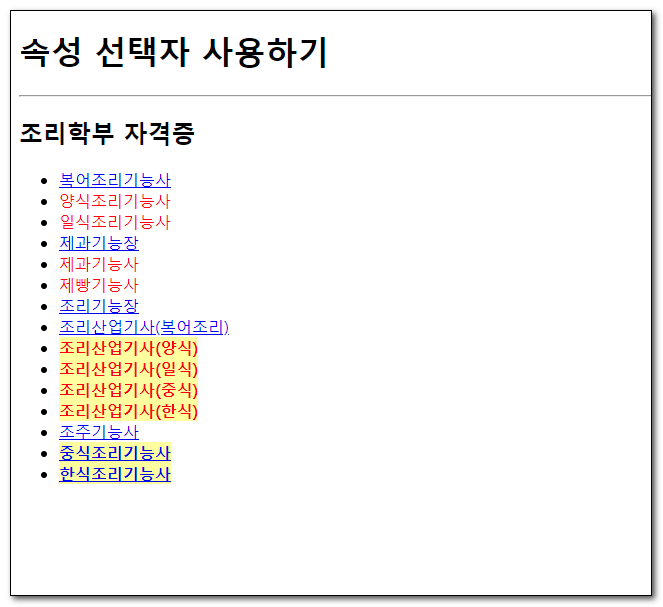 속성 선택자 사용하기
조리학부 자격증
복어조리기능사
양식조리기능사
일식조리기능사
제과기능장
제과기능사
제빵기능사
조리기능장
조리산업기사(복어조리)
조리산업기사(양식)
조리산업기사(일식)
조리산업기사(중식)
조리산업기사(한식)
조주기능사
중식조리기능사
한식조리기능사